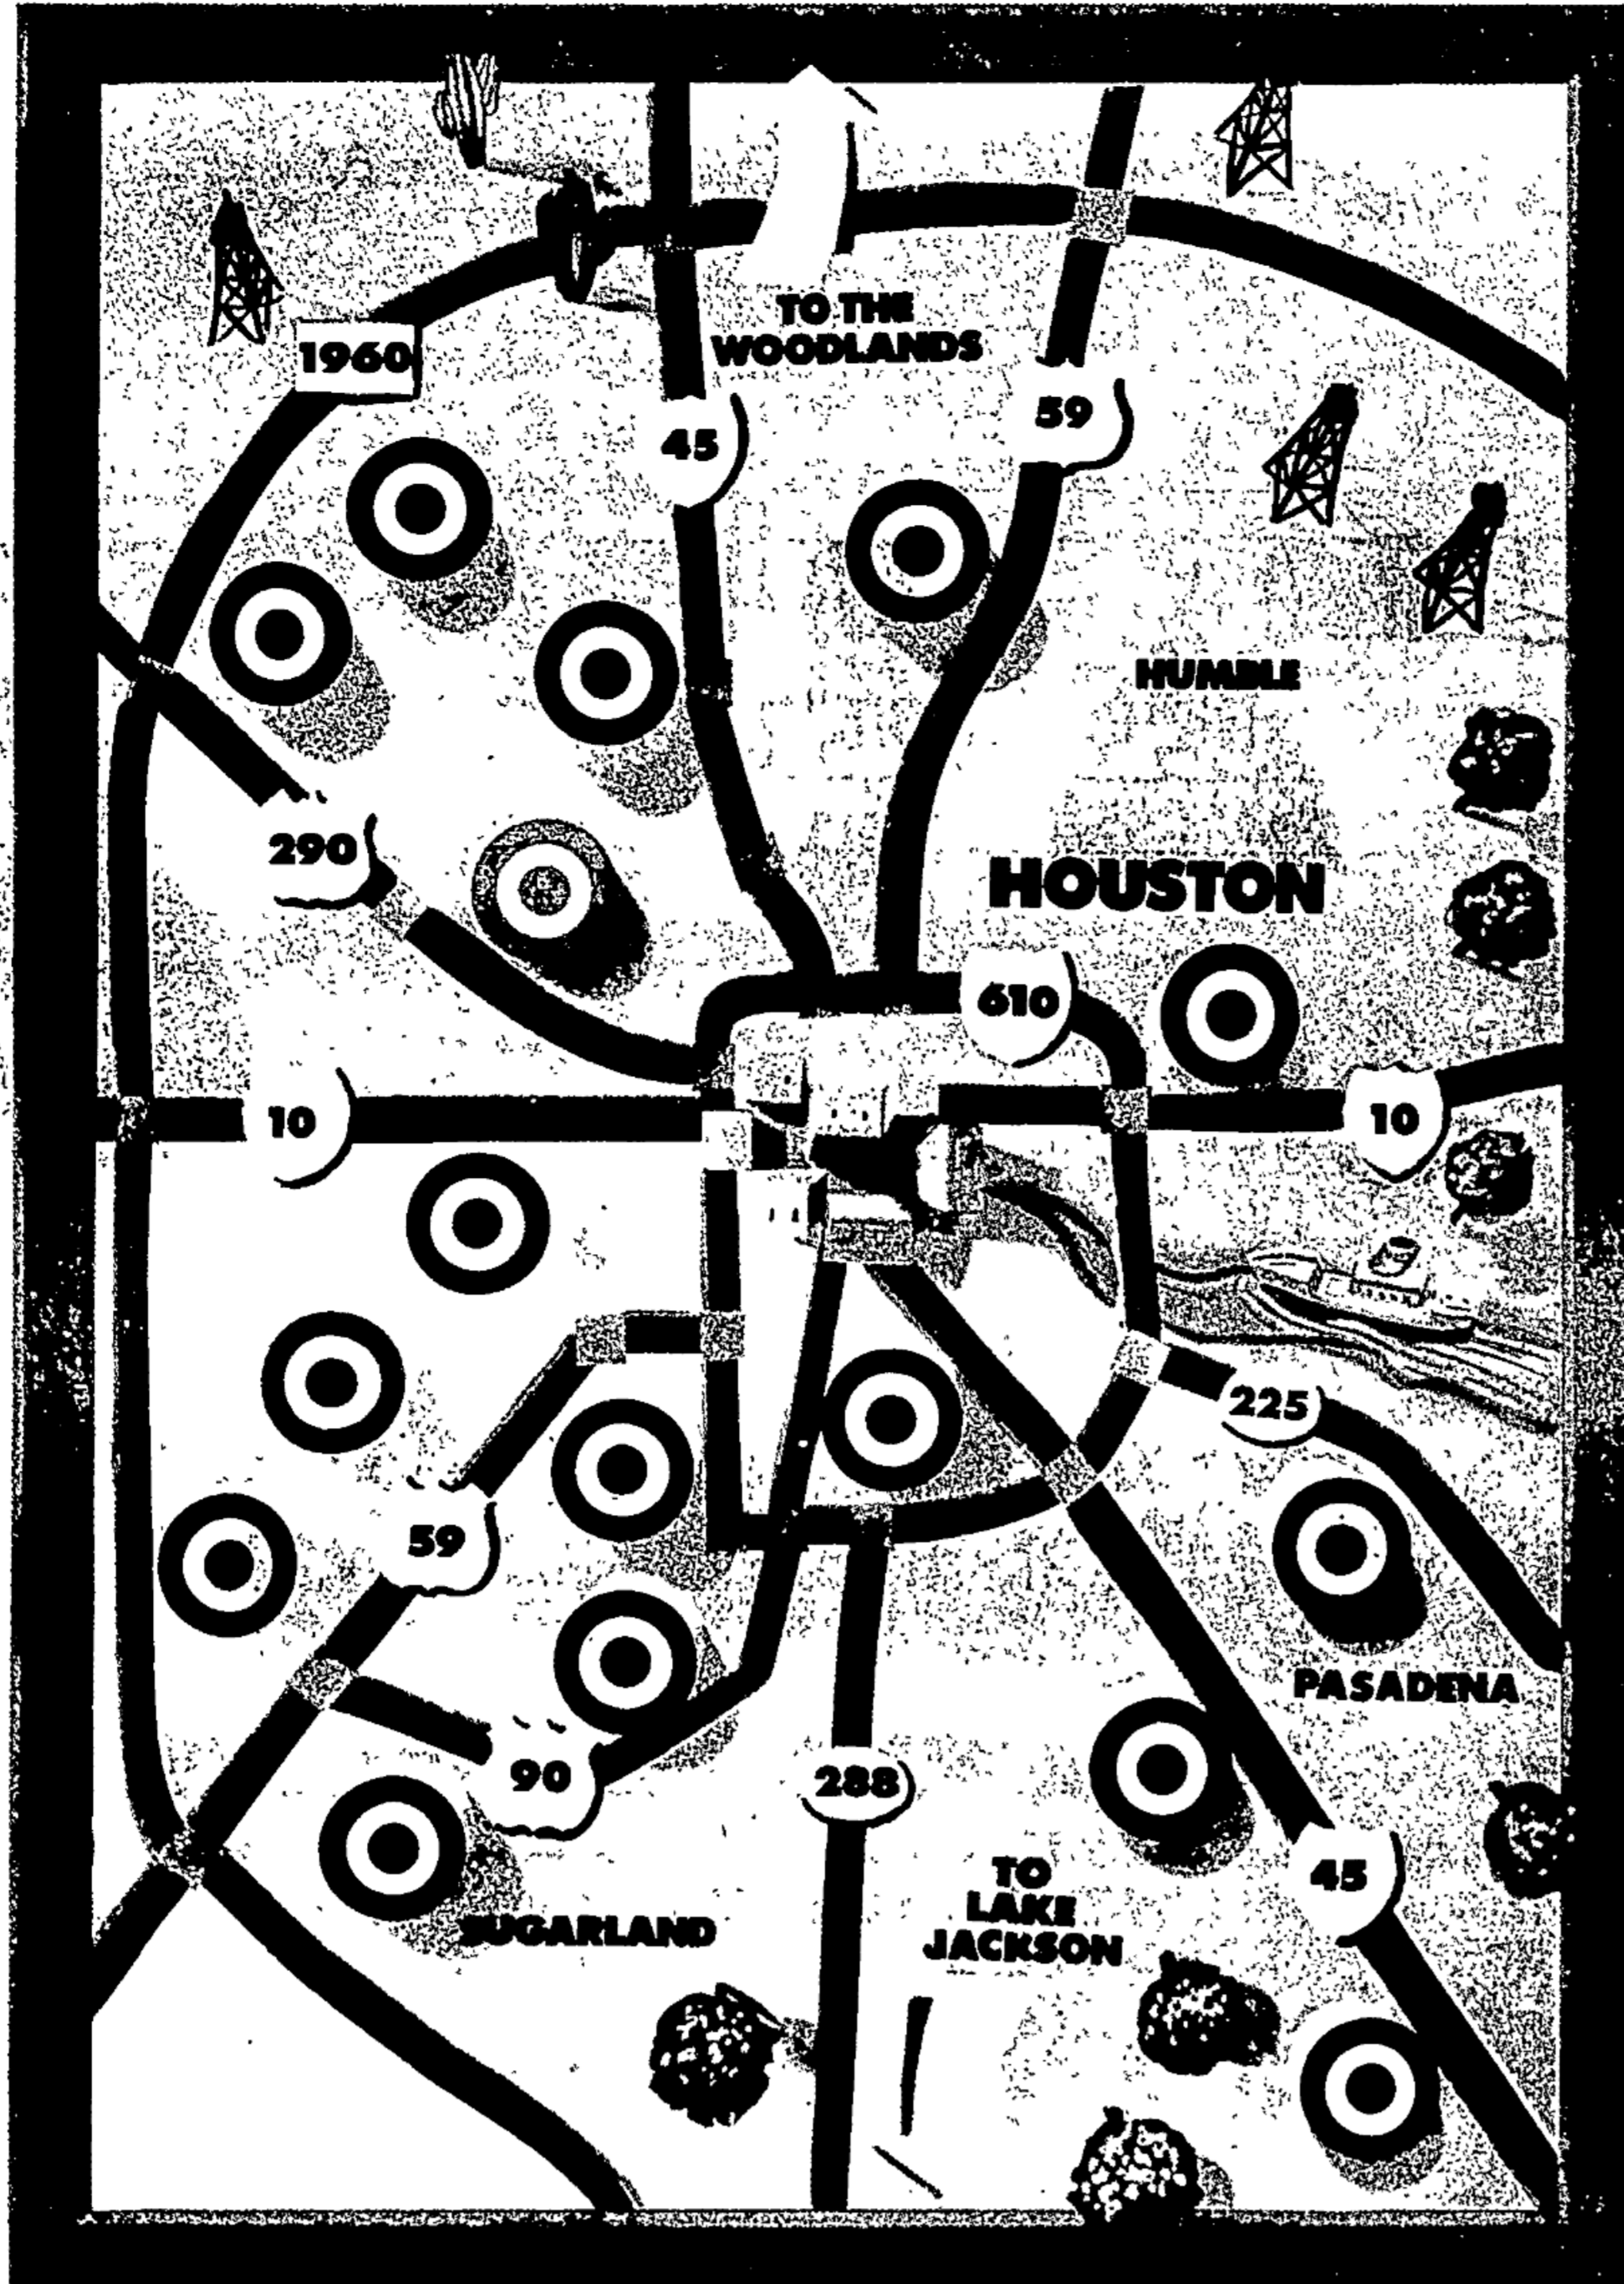 TO THE
WOODLANDS
1960
45
59
HUMBLE
290
HOUSTON
610
10
10
225
59
PASADENA
90
288
45
TO
LAKE
JACKSON
SUGARLAND